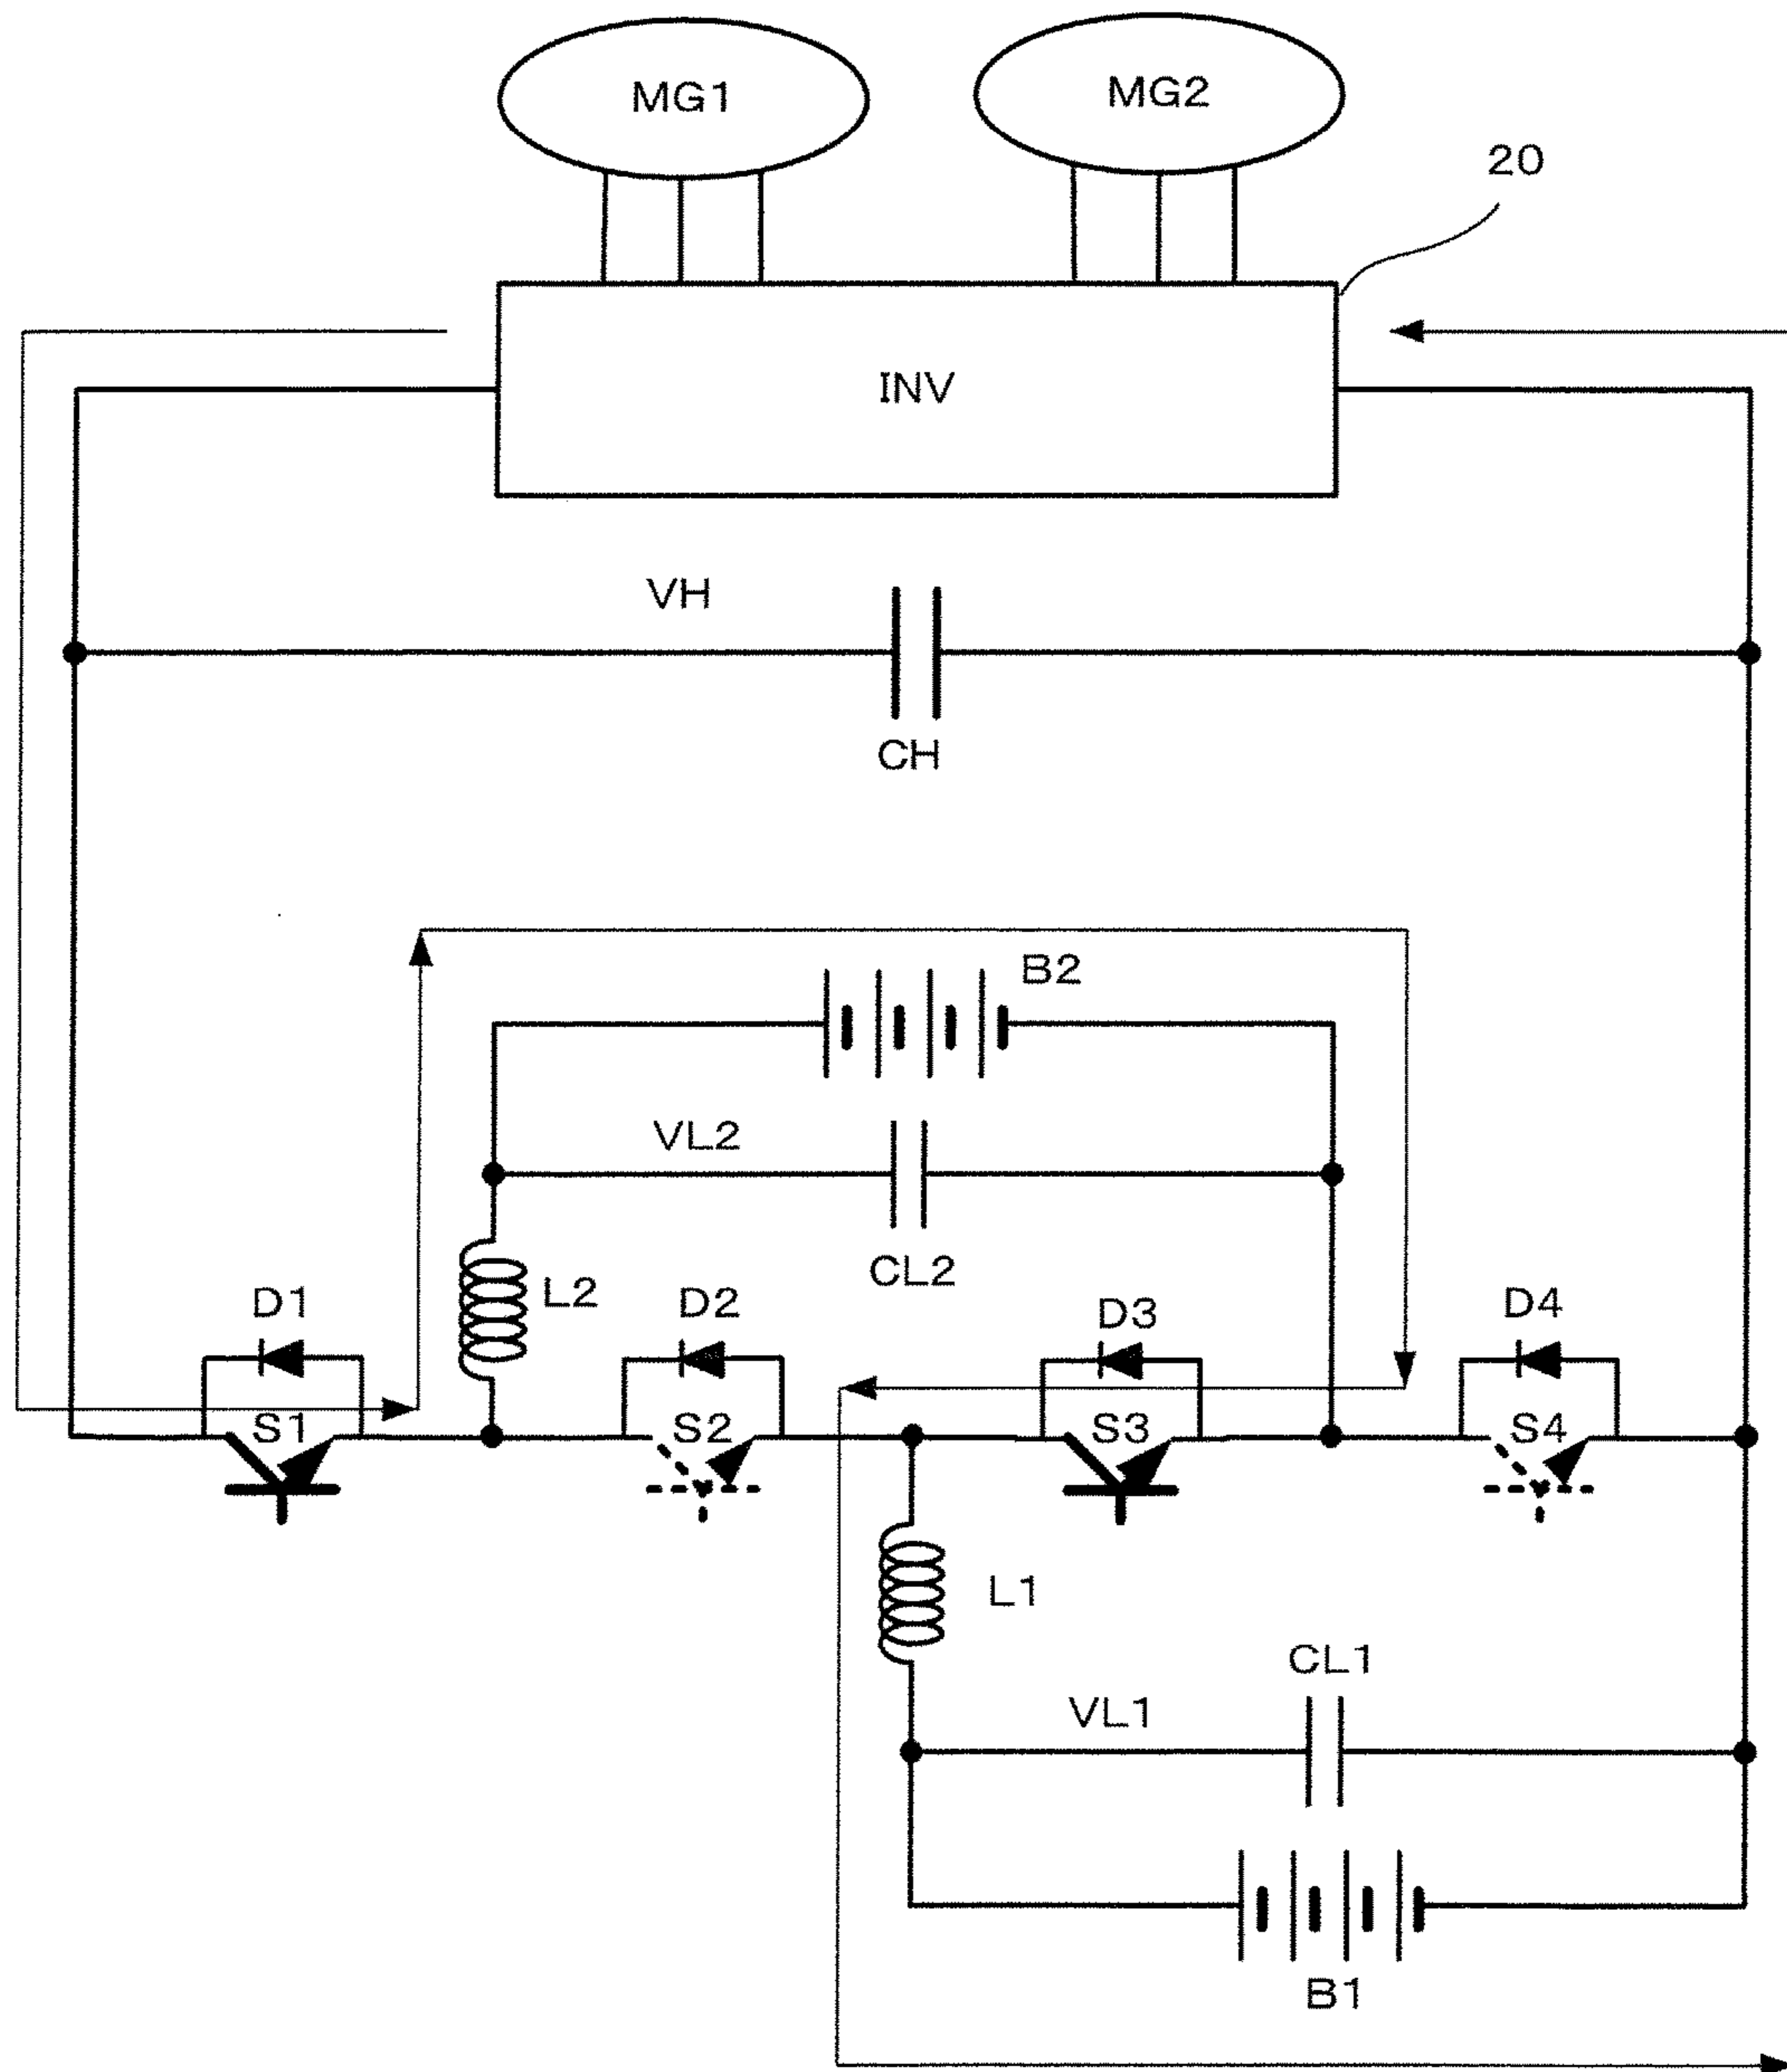 MG1
MG2
20
INV
VH
CH
B2
VL2
CL2
L2
D1
D2
D3
D4
S1
S2
S3
S4
L1
CL1
VL1
B1